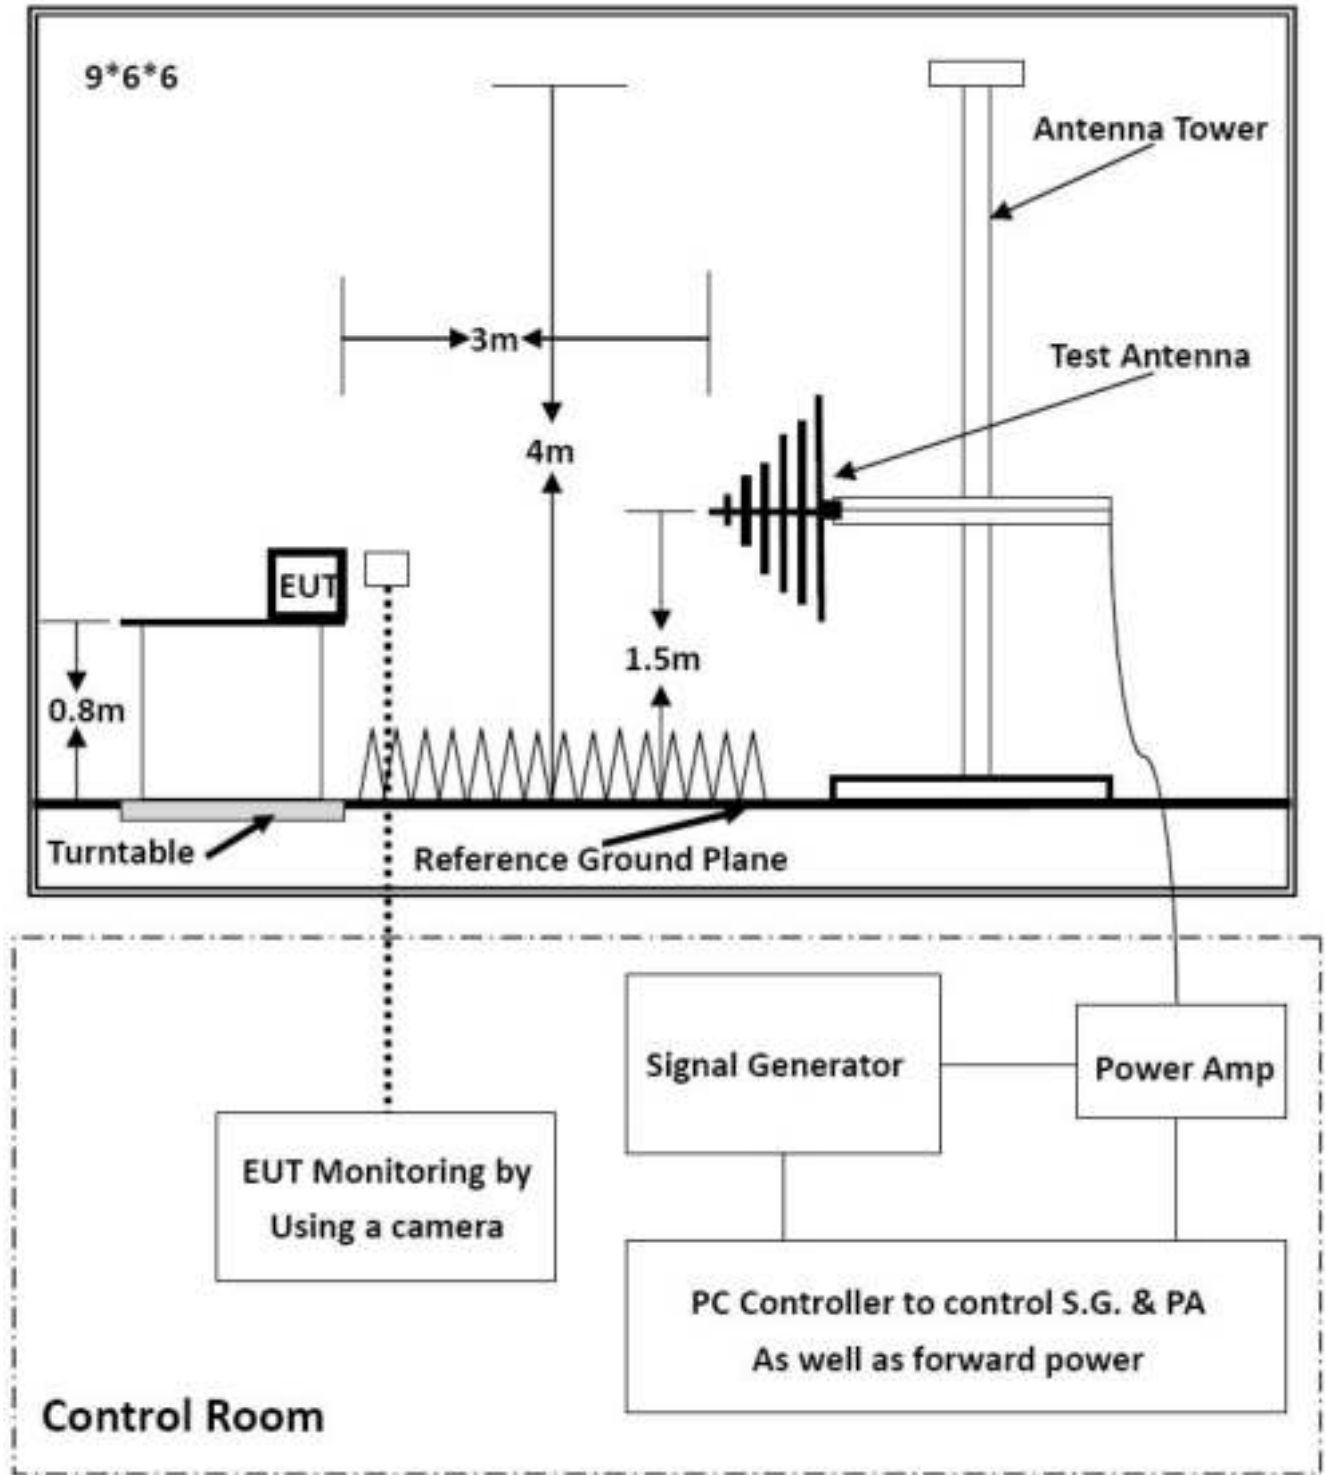 9*6*6
Antenna Tower
3m
Test Antenna
4m
EUT
1.5m
0.8m
Turntable
Reference Ground Plane
Signal Generator
Power Amp
EUT Monitoring by
Using a camera
PC Controller to control S.G. & PA
As well as forward power
Control Room